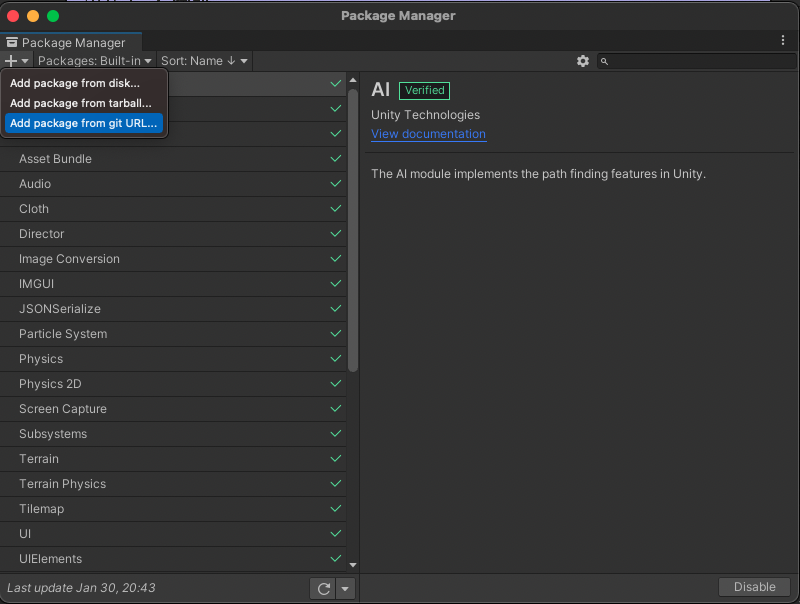 Package Manager
Package Manager
Packages: Built-in
Sort: Name ↓
Add package from disk...
Add package from tarball...
Add package from git URL...
Asset Bundle
Audio
Cloth
Director
Image Conversion
IMGUI
JSONSerialize
Particle System
Physics
Physics 2D
Screen Capture
Subsystems
Terrain
Terrain Physics
Tilemap
UI
UIElements
Last update Jan 30, 20:43
AI Verified
Unity Technologies
View documentation
The AI module implements the path finding features in Unity.
Disable